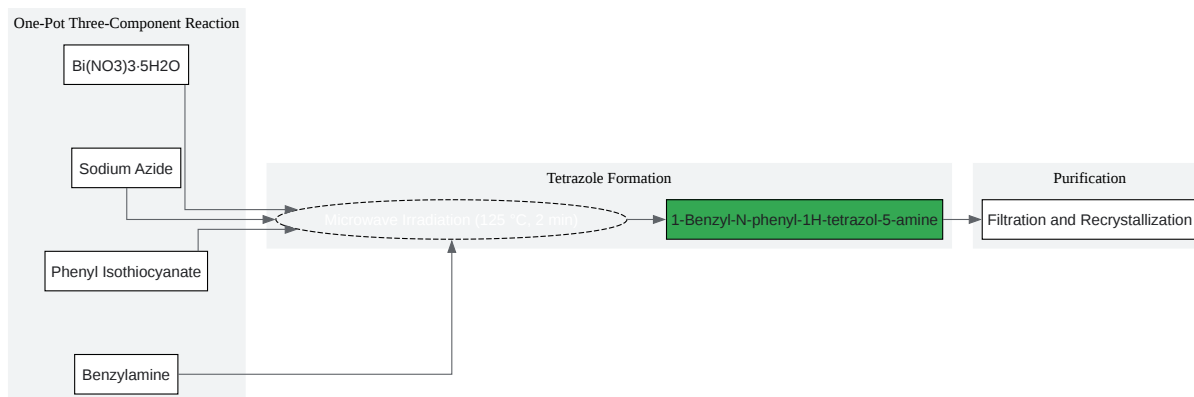 One-Pot Three-Component Reaction
Bi(NO3)3·5H2O
Sodium Azide
Phenyl Isothiocyanate
Benzylamine
Tetrazole Formation
Microwave Irradiation (125 °C, 2 min)
1-Benzyl-N-phenyl-1H-tetrazol-5-amine
Purification
Filtration and Recrystallization